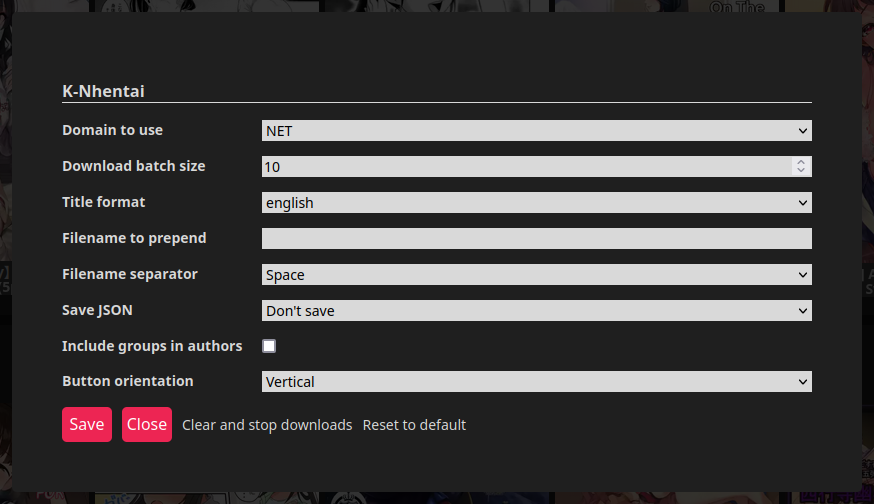 On The
K-Nhentai
Domain to use NET
Download batch size 10
Title format english
Filename to prepend
Filename separator Space
Save JSON Don't save
Include groups in authors
Button orientation Vertical
Save Close Clear and stop downloads Reset to default